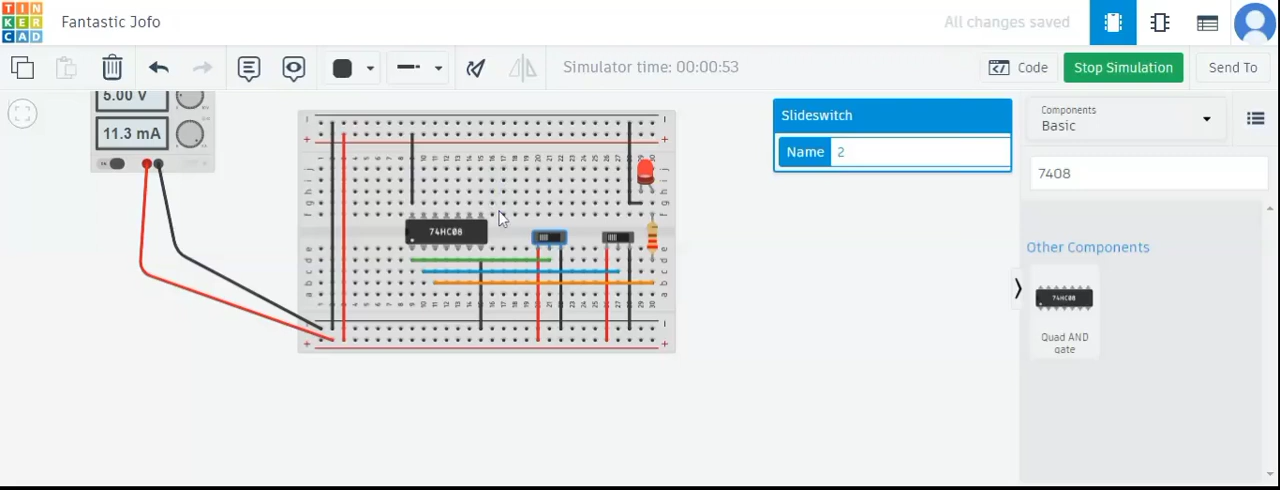 TIN
KER
CAD
Fantastic Jofo
All changes saved
Simulator time: 00:00:53
Code
Stop Simulation
Send To
5.00 V
11.3 mA
74HC08
Slideswitch
Name
2
Components
Basic
7408
Other Components
74HC08
Quad AND
gate